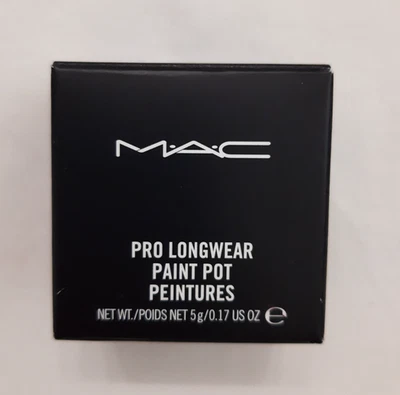 M·A·C
PRO LONGWEAR
PAINT POT
PEINTURES
NET WT./POIDS NET 5 g/0.17 US OZ ℮